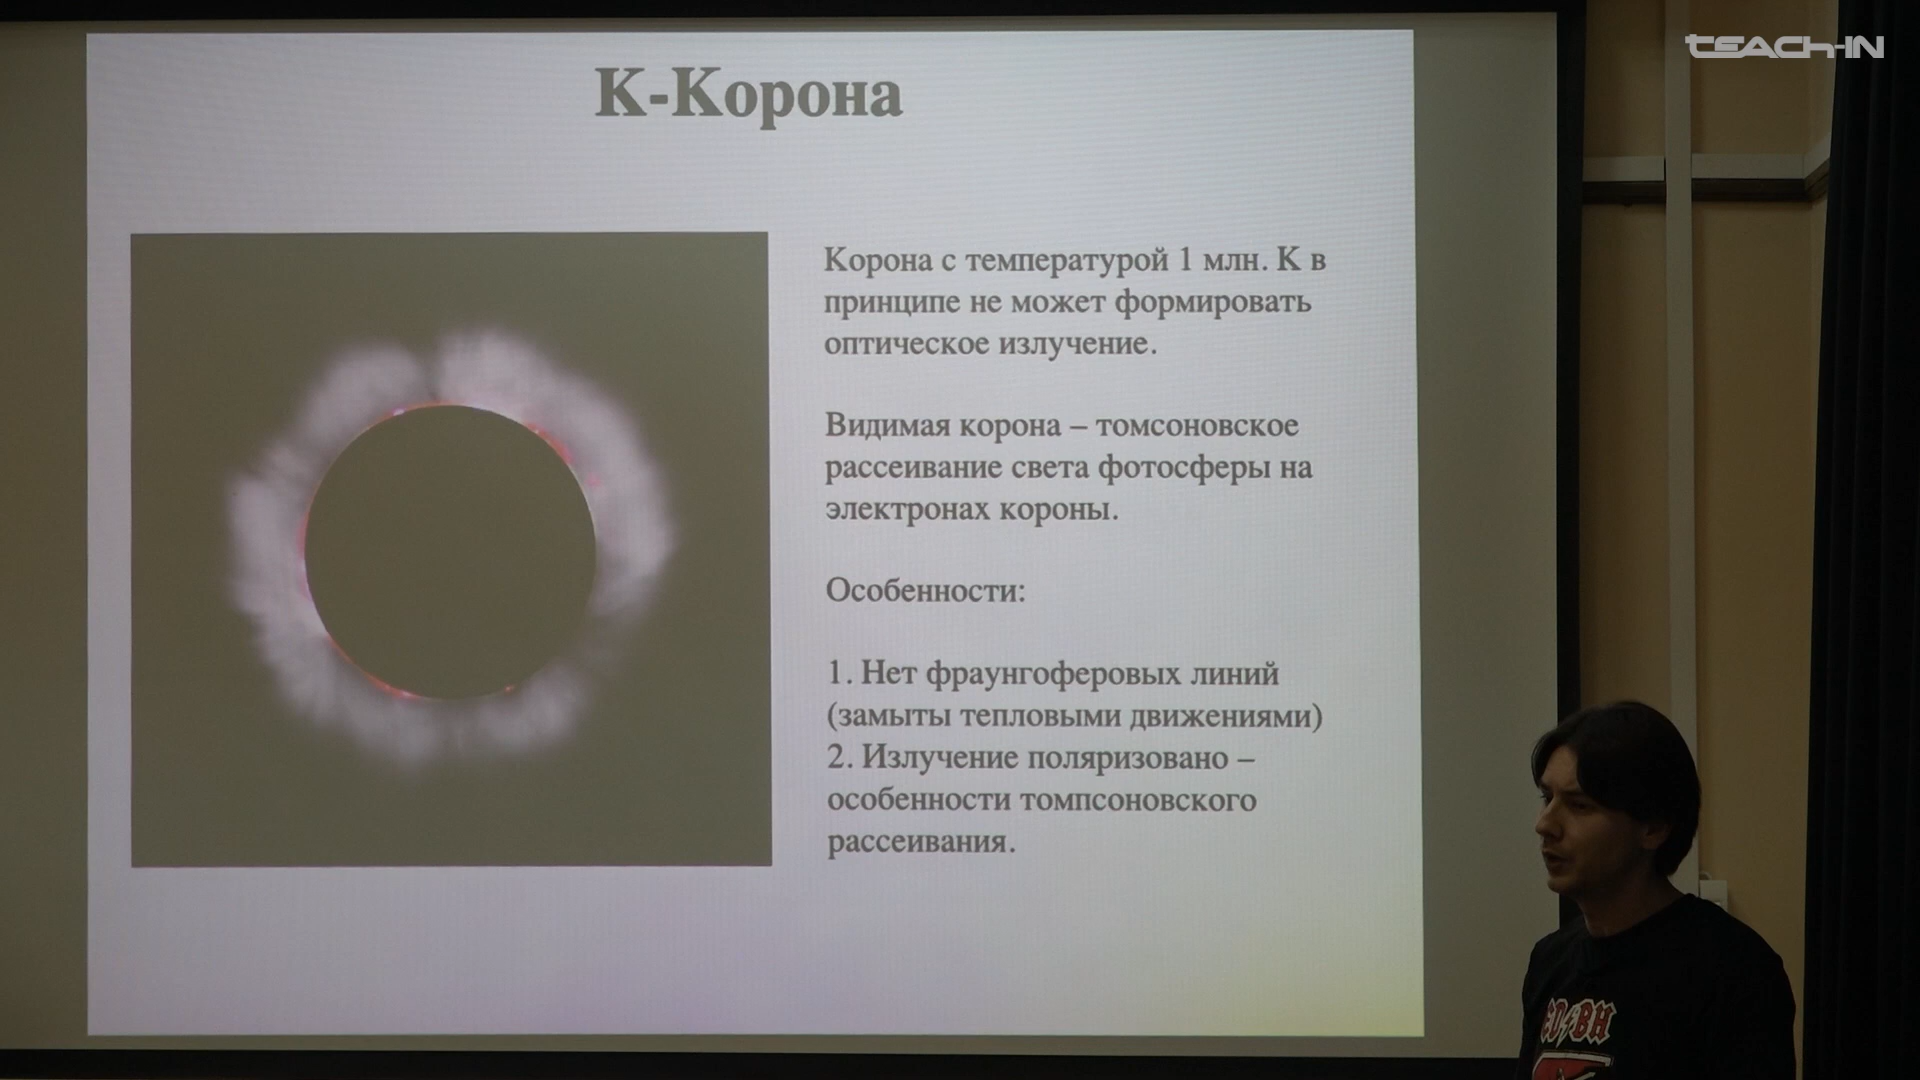 TEACH-IN
К-Корона
Корона с температурой 1 млн. К в
принципе не может формировать
оптическое излучение.
Видимая корона – томсоновское
рассеивание света фотосферы на
электронах короны.
Особенности:
1. Нет фраунгоферовых линий
(замыты тепловыми движениями)
2. Излучение поляризовано –
особенности томпсоновского
рассеивания.